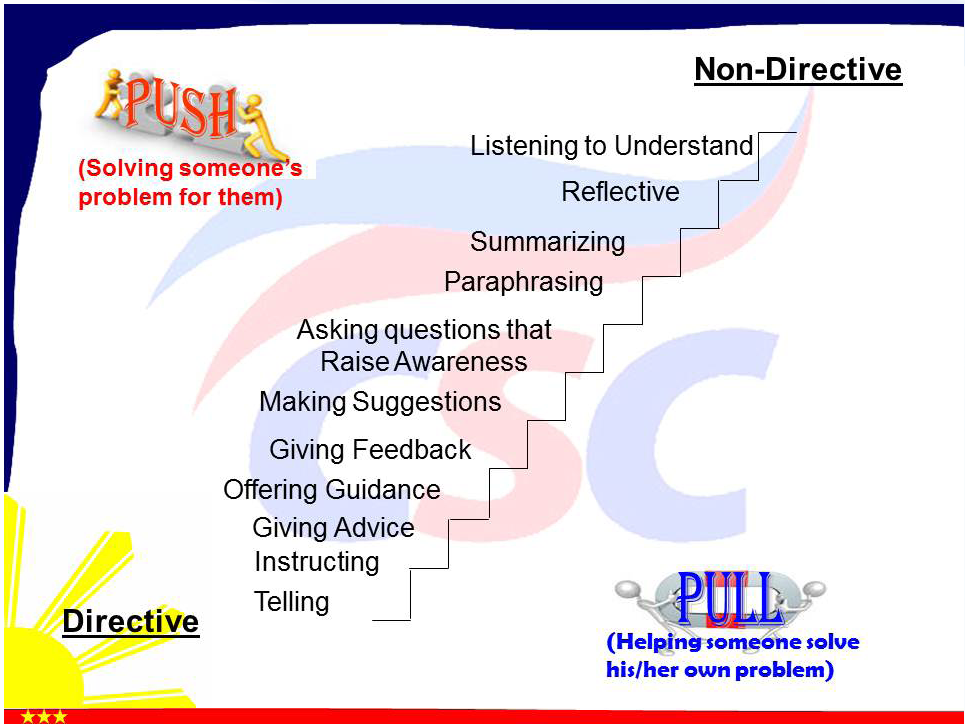 Non-Directive
PUSH
(Solving someone's
problem for them)
Listening to Understand
Reflective
Summarizing
Paraphrasing
Asking questions that
Raise Awareness
Making Suggestions
Giving Feedback
Offering Guidance
Giving Advice
Instructing
Telling
Directive
CSC
PULL
(Helping someone solve
his/her own problem)